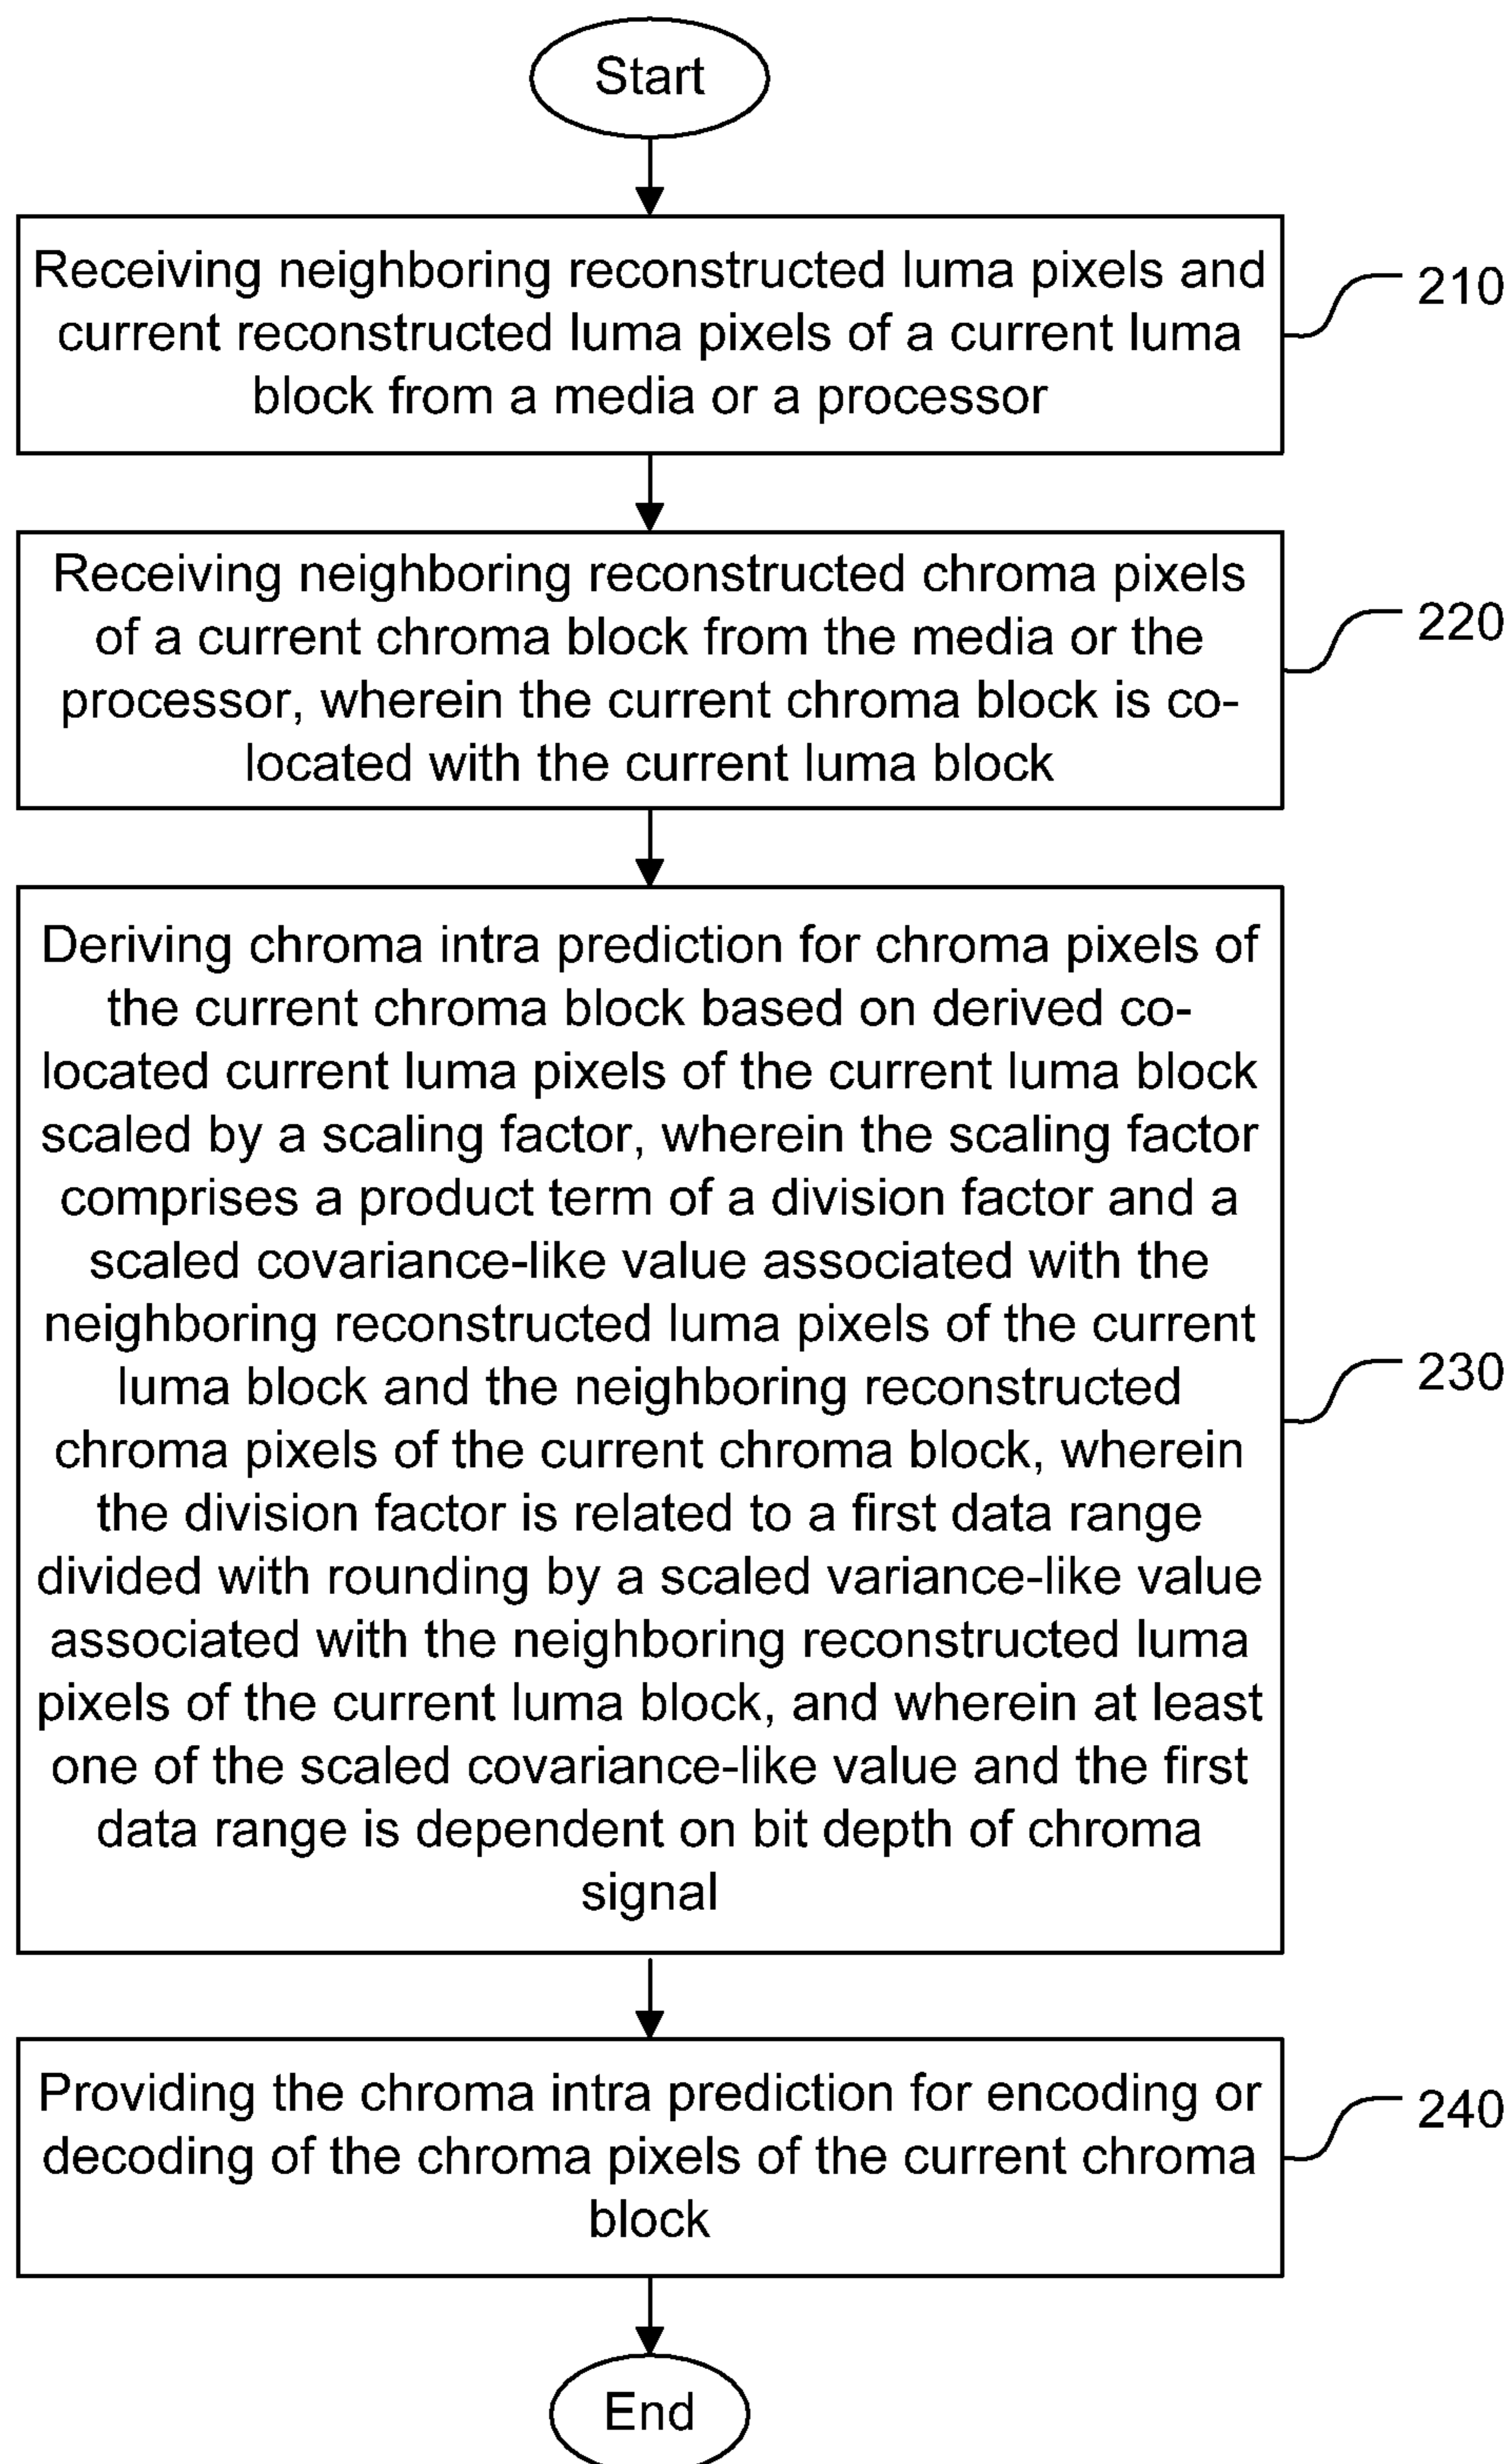 Start
Receiving neighboring reconstructed luma pixels and
current reconstructed luma pixels of a current luma
block from a media or a processor
210
Receiving neighboring reconstructed chroma pixels
of a current chroma block from the media or the
processor, wherein the current chroma block is co-
located with the current luma block
220
Deriving chroma intra prediction for chroma pixels of
the current chroma block based on derived co-
located current luma pixels of the current luma block
scaled by a scaling factor, wherein the scaling factor
comprises a product term of a division factor and a
scaled covariance-like value associated with the
neighboring reconstructed luma pixels of the current
luma block and the neighboring reconstructed
chroma pixels of the current chroma block, wherein
the division factor is related to a first data range
divided with rounding by a scaled variance-like value
associated with the neighboring reconstructed luma
pixels of the current luma block, and wherein at least
one of the scaled covariance-like value and the first
data range is dependent on bit depth of chroma
signal
230
Providing the chroma intra prediction for encoding or
decoding of the chroma pixels of the current chroma
block
240
End